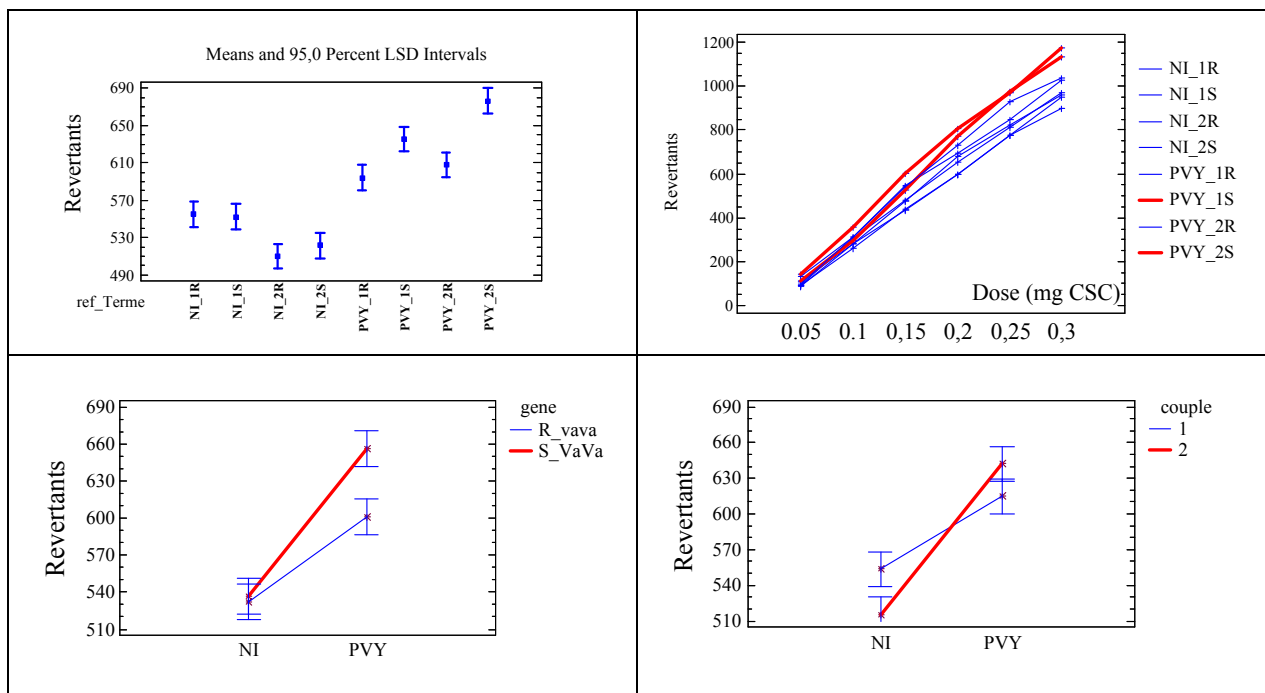 Means and 95,0 Percent LSD Intervals
Revertants
690
650
610
570
530
490
ref_Terme
NI_1R
NI_1S
NI_2R
NI_2S
PVY_1R
PVY_1S
PVY_2R
PVY_2S
Revertants
1200
1000
800
600
400
200
0
Dose (mg CSC)
0.05 0.1 0,15 0,2 0,25 0,3
NI_1R
NI_1S
NI_2R
NI_2S
PVY_1R
PVY_1S
PVY_2R
PVY_2S
Revertants
690
660
630
600
570
540
510
NI PVY
gene
R_vava
S_VaVa
Revertants
690
660
630
600
570
540
510
NI PVY
couple
1
2